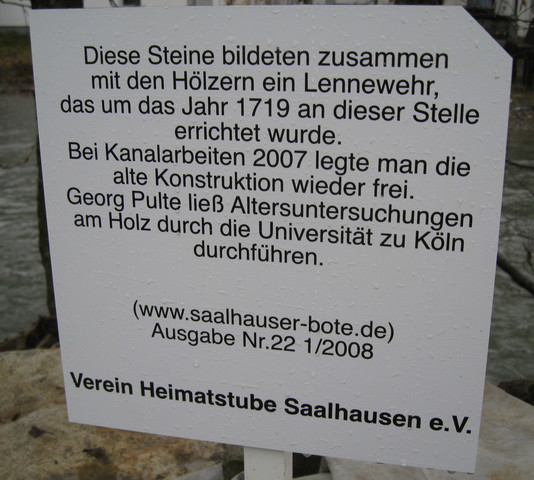 Diese Steine bildeten zusammen
mit den Hölzern ein Lennewehr,
das um das Jahr 1719 an dieser Stelle
errichtet wurde.
Bei Kanalarbeiten 2007 legte man die
alte Konstruktion wieder frei.
Georg Pulte ließ Altersuntersuchungen
am Holz durch die Universität zu Köln
durchführen.
(www.saalhauser-bote.de)
Ausgabe Nr.22 1/2008
Verein Heimatstube Saalhausen e.V.